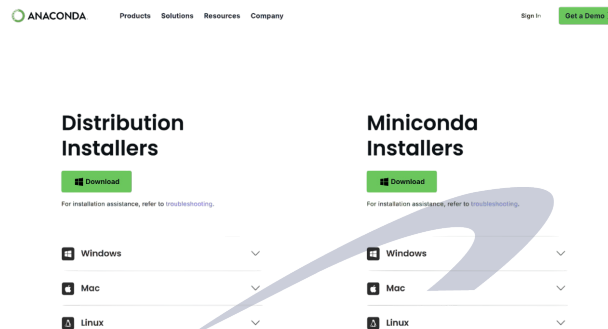 ANACONDA.
Products Solutions Resources Company
Sign In
Get a Demo
Distribution
Installers
Download
For installation assistance, refer to troubleshooting.
Windows
Mac
Linux
Miniconda
Installers
Download
For installation assistance, refer to troubleshooting.
Windows
Mac
Linux